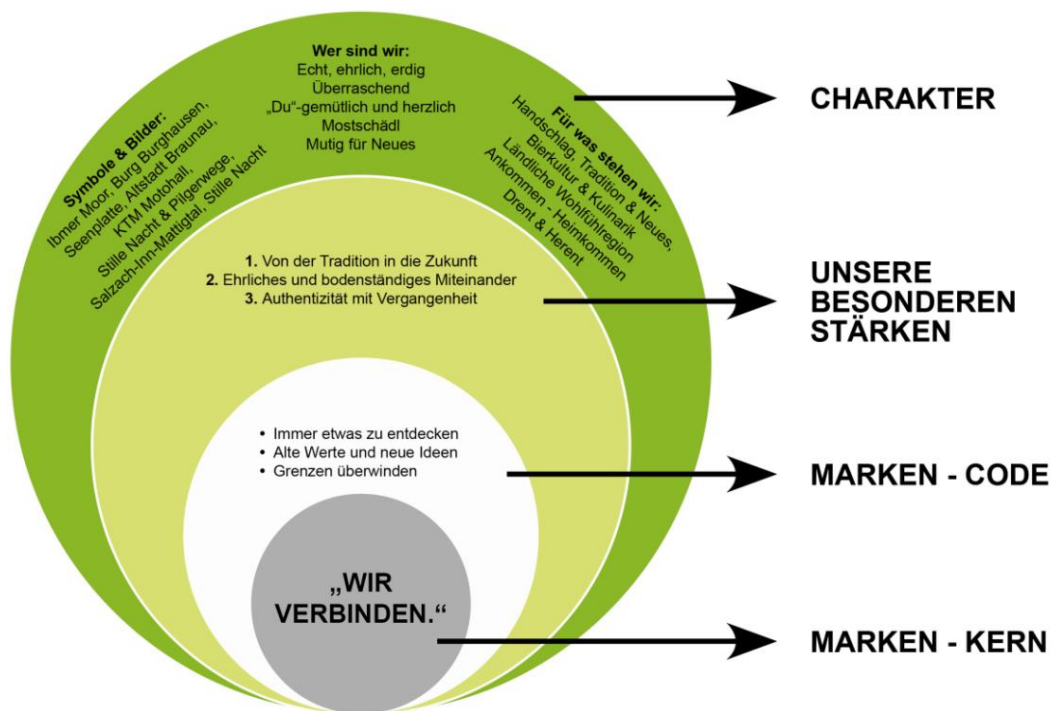 Wer sind wir:
Echt, ehrlich, erdig
Überraschend
„Du“-gemütlich und herzlich
Mostschädl
Mutig für Neues
Symbole & Bilder:
Ibmer Moor, Burg Burghausen,
Seenplatte, Altstadt Braunau,
KTM Motohall,
Stille Nacht & Pilgerwege,
Salzach-Inn-Mattigtal, Stille Nacht
Für was stehen wir:
Handschlag, Tradition & Neues,
Bierkultur & Kulinarik
Ländliche Wohlfühlregion
Ankommen - Heimkommen
Drent & Herent
CHARAKTER
1. Von der Tradition in die Zukunft
2. Ehrliches und bodenständiges Miteinander
3. Authentizität mit Vergangenheit
UNSERE
BESONDEREN
STÄRKEN
• Immer etwas zu entdecken
• Alte Werte und neue Ideen
• Grenzen überwinden
MARKEN - CODE
„WIR
VERBINDEN.“
MARKEN - KERN